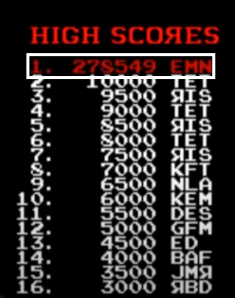 HIGH SCOЯES
1. 278549 EMN
2. 10000 TET
3. 9500 ЯIS
4. 9000 TET
5. 8500 ЯIS
6. 8000 TET
7. 7500 ЯIS
8. 7000 KFT
9. 6500 NLA
10. 6000 KEM
11. 5500 DES
12. 5000 GFM
13. 4500 ED
14. 4000 BAF
15. 3500 JMЯ
16. 3000 ЯBD